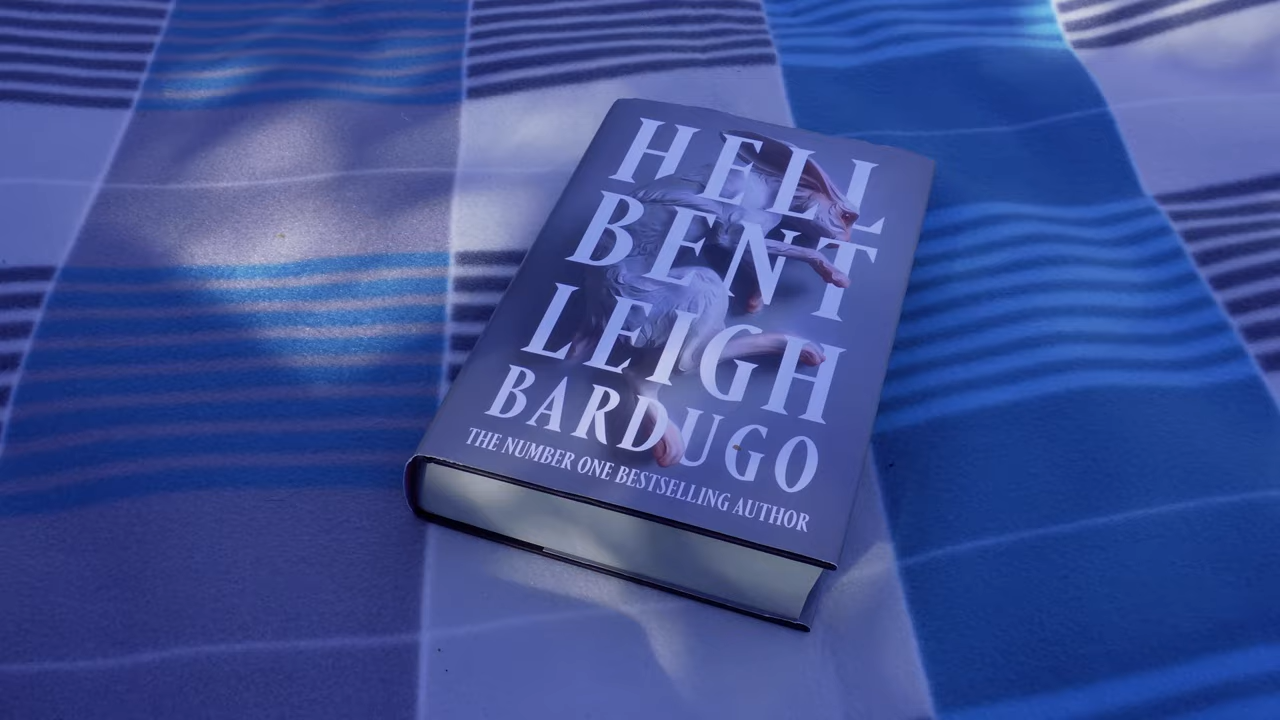 HELL
BENT
LEIGH
BARDUGO
THE NUMBER ONE BESTSELLING AUTHOR